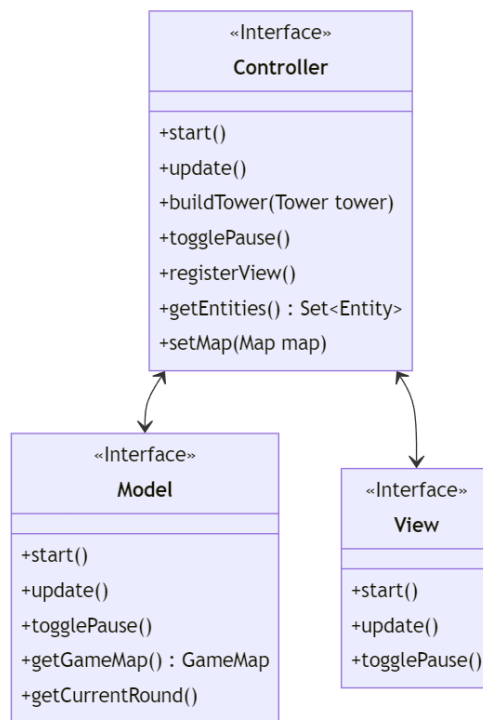 «Interface»
Controller
+start()
+update()
+buildTower(Tower tower)
+togglePause()
+registerView()
+getEntities() : Set<Entity>
+setMap(Map map)
«Interface»
Model
+start()
+update()
+togglePause()
+getGameMap() : GameMap
+getCurrentRound()
«Interface»
View
+start()
+update()
+togglePause()